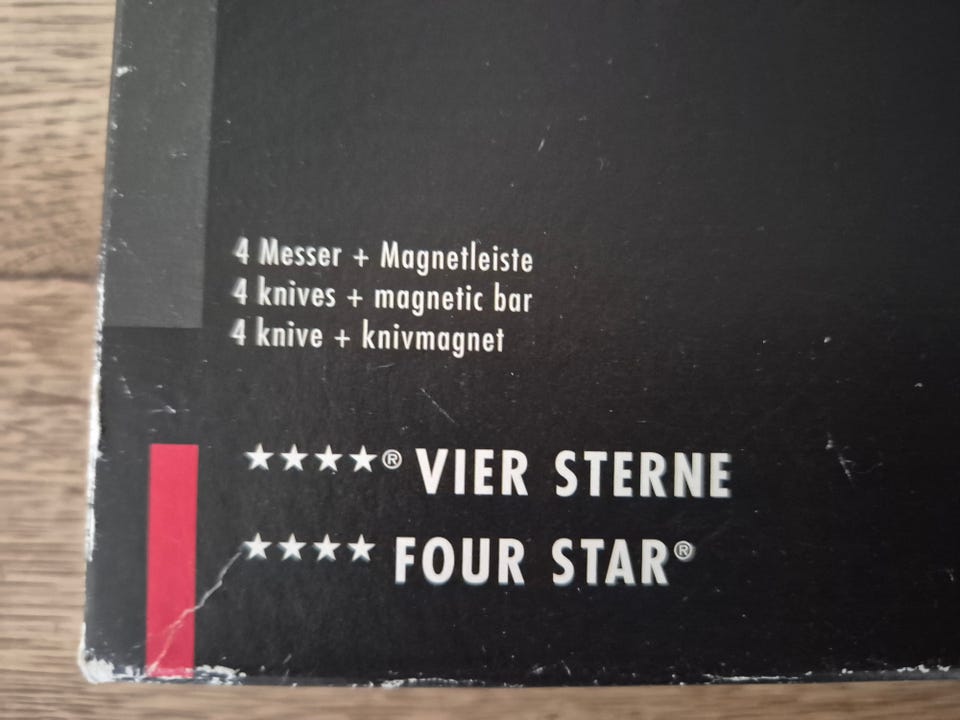 4 Messer + Magnetleiste
4 knives + magnetic bar
4 knive + knivmagnet
★★★★® VIER STERNE
★★★★ FOUR STAR®